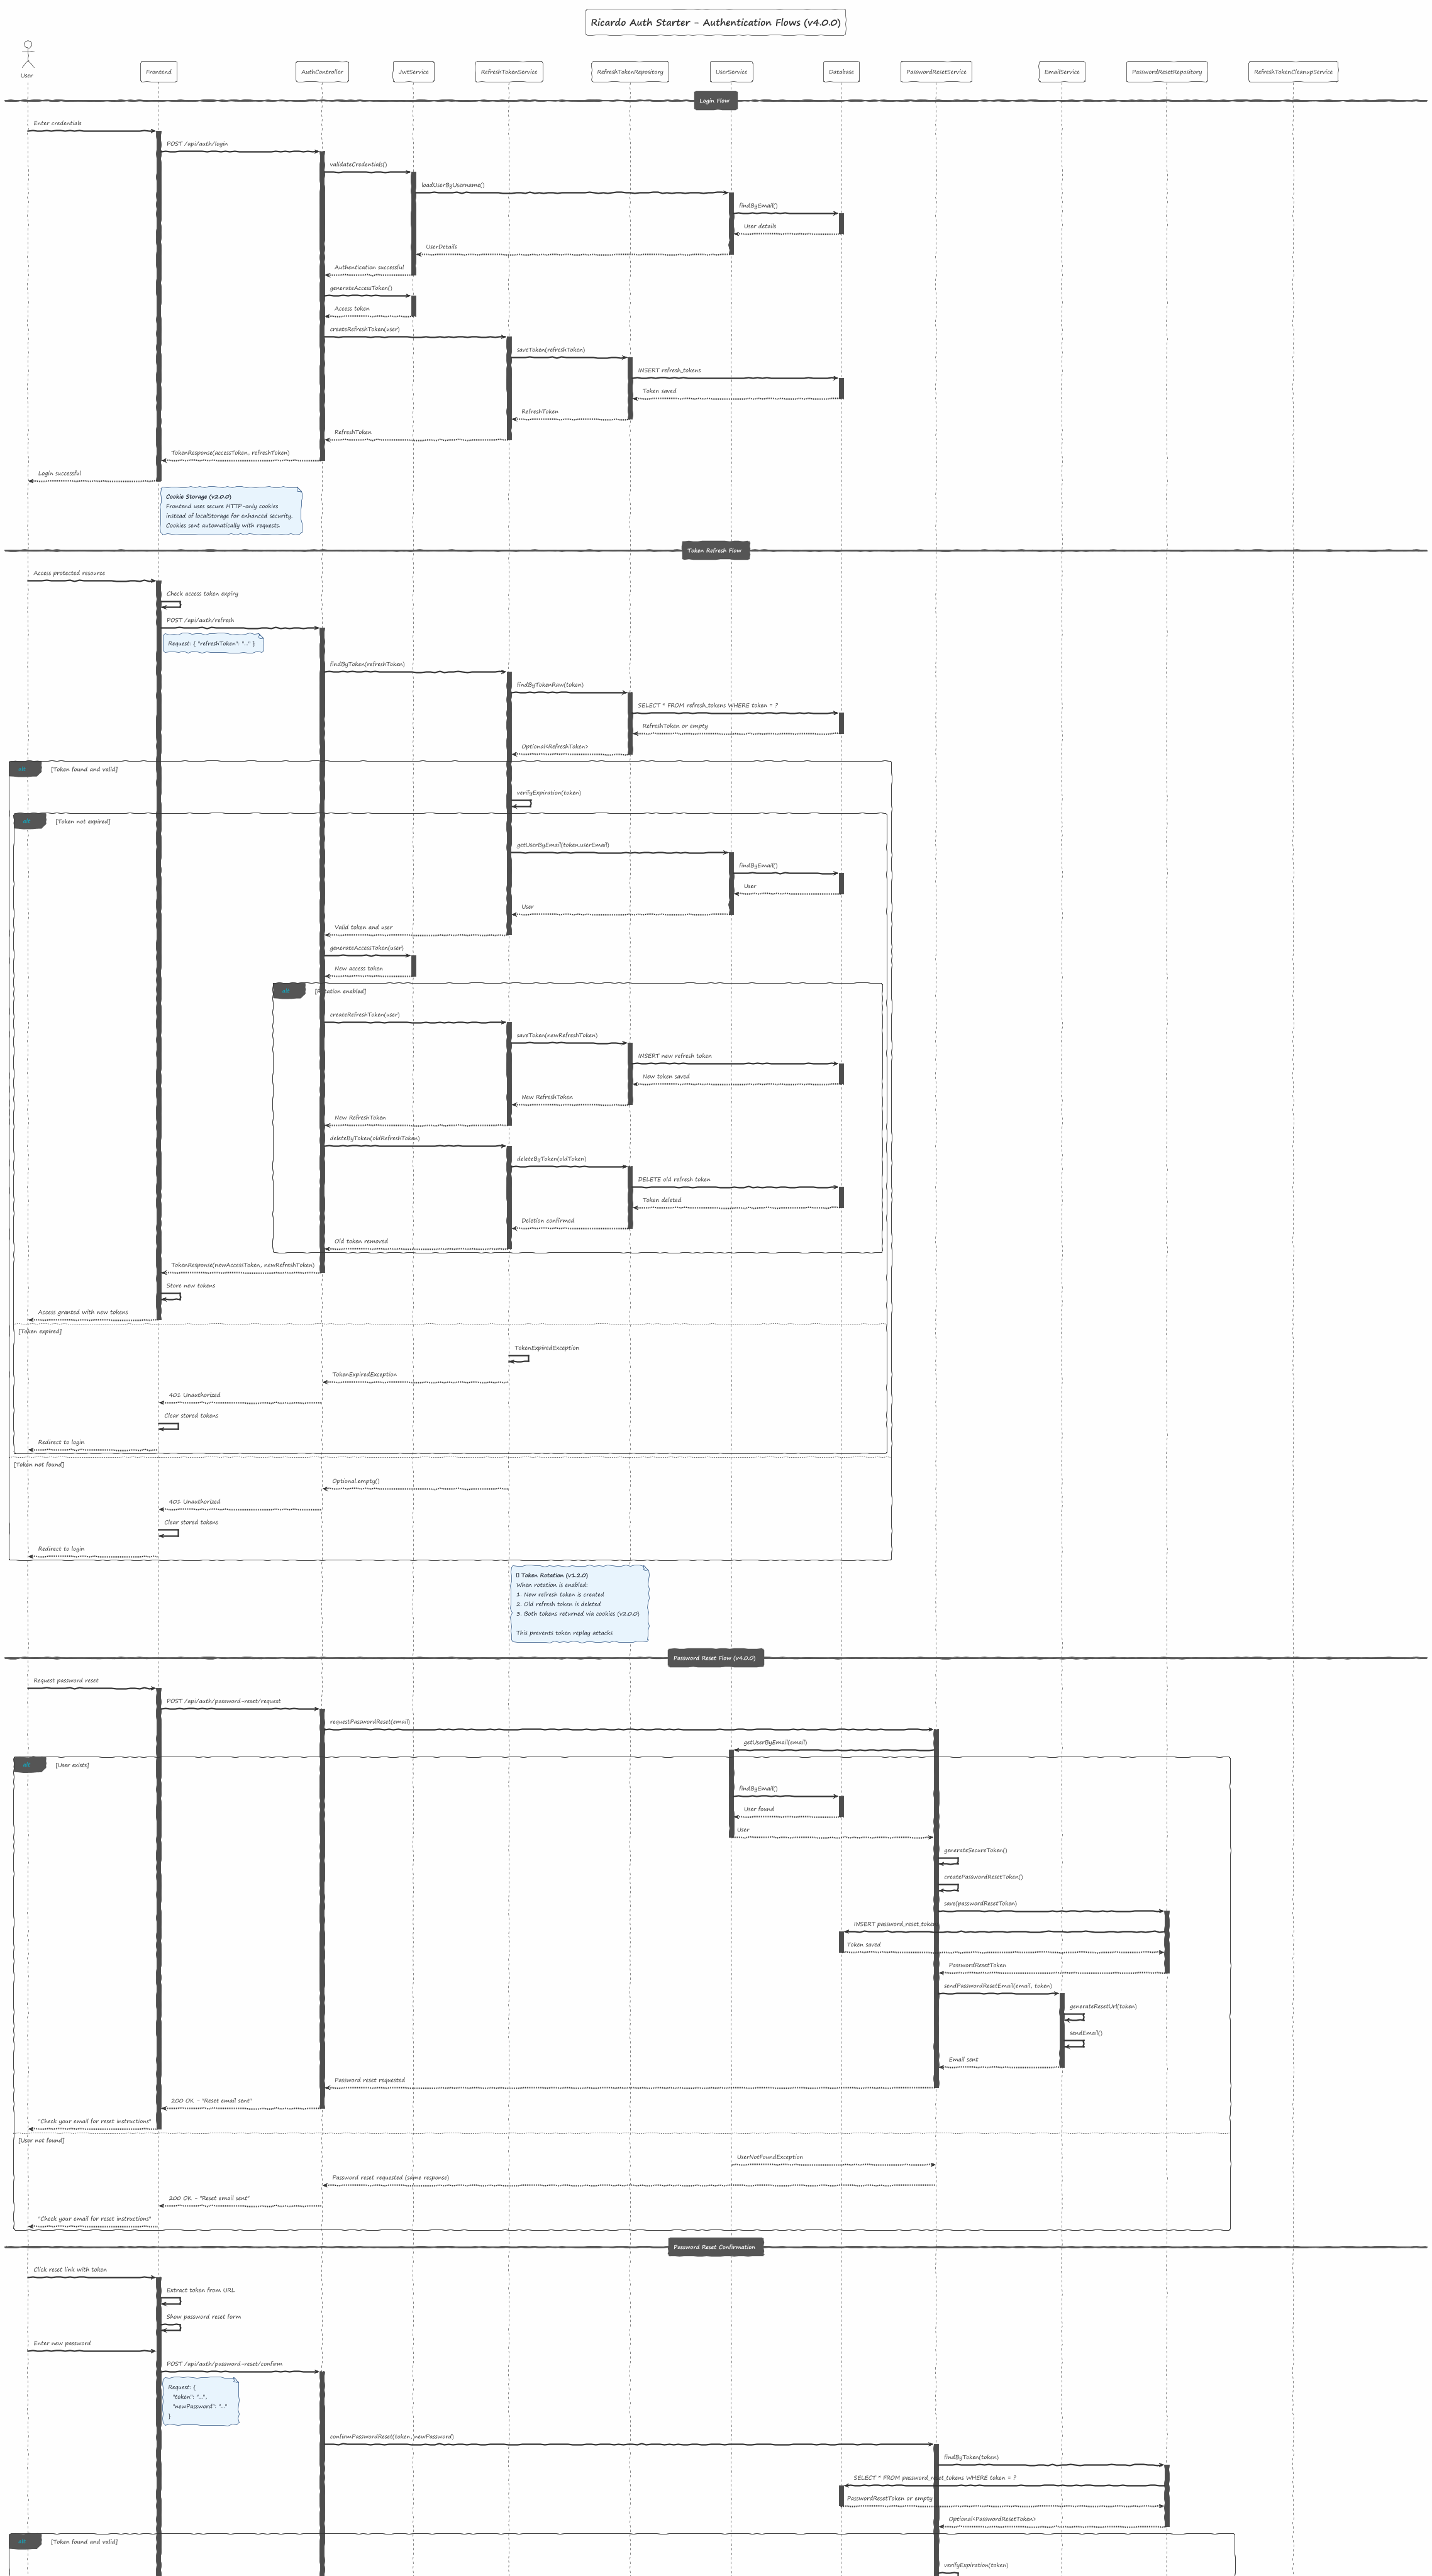 Ricardo Auth Starter - Authentication Flows (v4.0.0)
User
Frontend
AuthController
JwtService
RefreshTokenService
RefreshTokenRepository
UserService
Database
PasswordResetService
EmailService
PasswordResetRepository
RefreshTokenCleanupService
Login Flow
Enter credentials
POST /api/auth/login
validateCredentials()
loadUserByUsername()
findByEmail()
User details
UserDetails
Authentication successful
generateAccessToken()
Access token
createRefreshToken(user)
saveToken(refreshToken)
INSERT refresh_tokens
Token saved
RefreshToken
RefreshToken
TokenResponse(accessToken, refreshToken)
Login successful
Cookie Storage (v2.0.0)
Frontend uses secure HTTP-only cookies
instead of localStorage for enhanced security.
Cookies sent automatically with requests.
Token Refresh Flow
Access protected resource
Check access token expiry
POST /api/auth/refresh
Request: { "refreshToken": "..." }
findByToken(refreshToken)
findByTokenRaw(token)
SELECT * FROM refresh_tokens WHERE token = ?
RefreshToken or empty
Optional<RefreshToken>
alt
[Token found and valid]
verifyExpiration(token)
alt
[Token not expired]
getUserByEmail(token.userEmail)
findByEmail()
User
User
Valid token and user
generateAccessToken(user)
New access token
alt
[Rotation enabled]
createRefreshToken(user)
saveToken(newRefreshToken)
INSERT new refresh token
New token saved
New RefreshToken
New RefreshToken
deleteByToken(oldRefreshToken)
deleteByToken(oldToken)
DELETE old refresh token
Token deleted
Deletion confirmed
Old token removed
TokenResponse(newAccessToken, newRefreshToken)
Store new tokens
Access granted with new tokens
[Token expired]
TokenExpiredException
TokenExpiredException
401 Unauthorized
Clear stored tokens
Redirect to login
[Token not found]
Optional.empty()
401 Unauthorized
Clear stored tokens
Redirect to login
Token Rotation (v1.2.0)
When rotation is enabled:
1. New refresh token is created
2. Old refresh token is deleted
3. Both tokens returned via cookies (v2.0.0)
This prevents token replay attacks
Password Reset Flow (v4.0.0)
Request password reset
POST /api/auth/password-reset/request
requestPasswordReset(email)
getUserByEmail(email)
alt
[User exists]
findByEmail()
User found
User
generateSecureToken()
createPasswordResetToken()
save(passwordResetToken)
INSERT password_reset_token
Token saved
PasswordResetToken
sendPasswordResetEmail(email, token)
generateResetUrl(token)
sendEmail()
Email sent
Password reset requested
200 OK - "Reset email sent"
"Check your email for reset instructions"
[User not found]
UserNotFoundException
Password reset requested (same response)
200 OK - "Reset email sent"
"Check your email for reset instructions"
Password Reset Confirmation
Click reset link with token
Extract token from URL
Show password reset form
Enter new password
POST /api/auth/password-reset/confirm
Request: {
"token": "...",
"newPassword": "..."
}
confirmPasswordReset(token, newPassword)
findByToken(token)
SELECT * FROM password_reset_tokens WHERE token = ?
PasswordResetToken or empty
Optional<PasswordResetToken>
alt
[Token found and valid]
verifyExpiration(token)